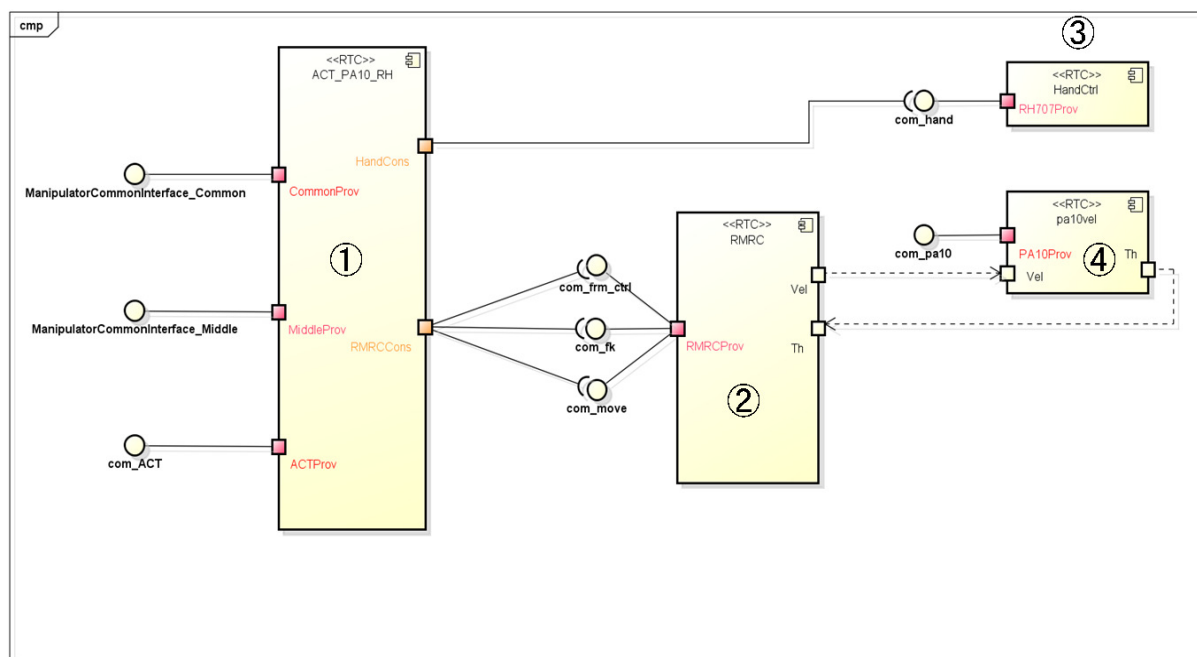 cmp
<<RTC>>
ACT_PA10_RH
HandCons
ManipulatorCommonInterface_Common
CommonProv
①
ManipulatorCommonInterface_Middle
MiddleProv
RMRCCons
com_ACT
ACTProv
com_frm_ctrl
com_fk
com_move
<<RTC>>
RMRC
Vel
RMRCProv
Th
②
③
<<RTC>>
HandCtrl
com_hand
RH707Prov
<<RTC>>
pa10vel
com_pa10
PA10Prov
Th
④
Vel